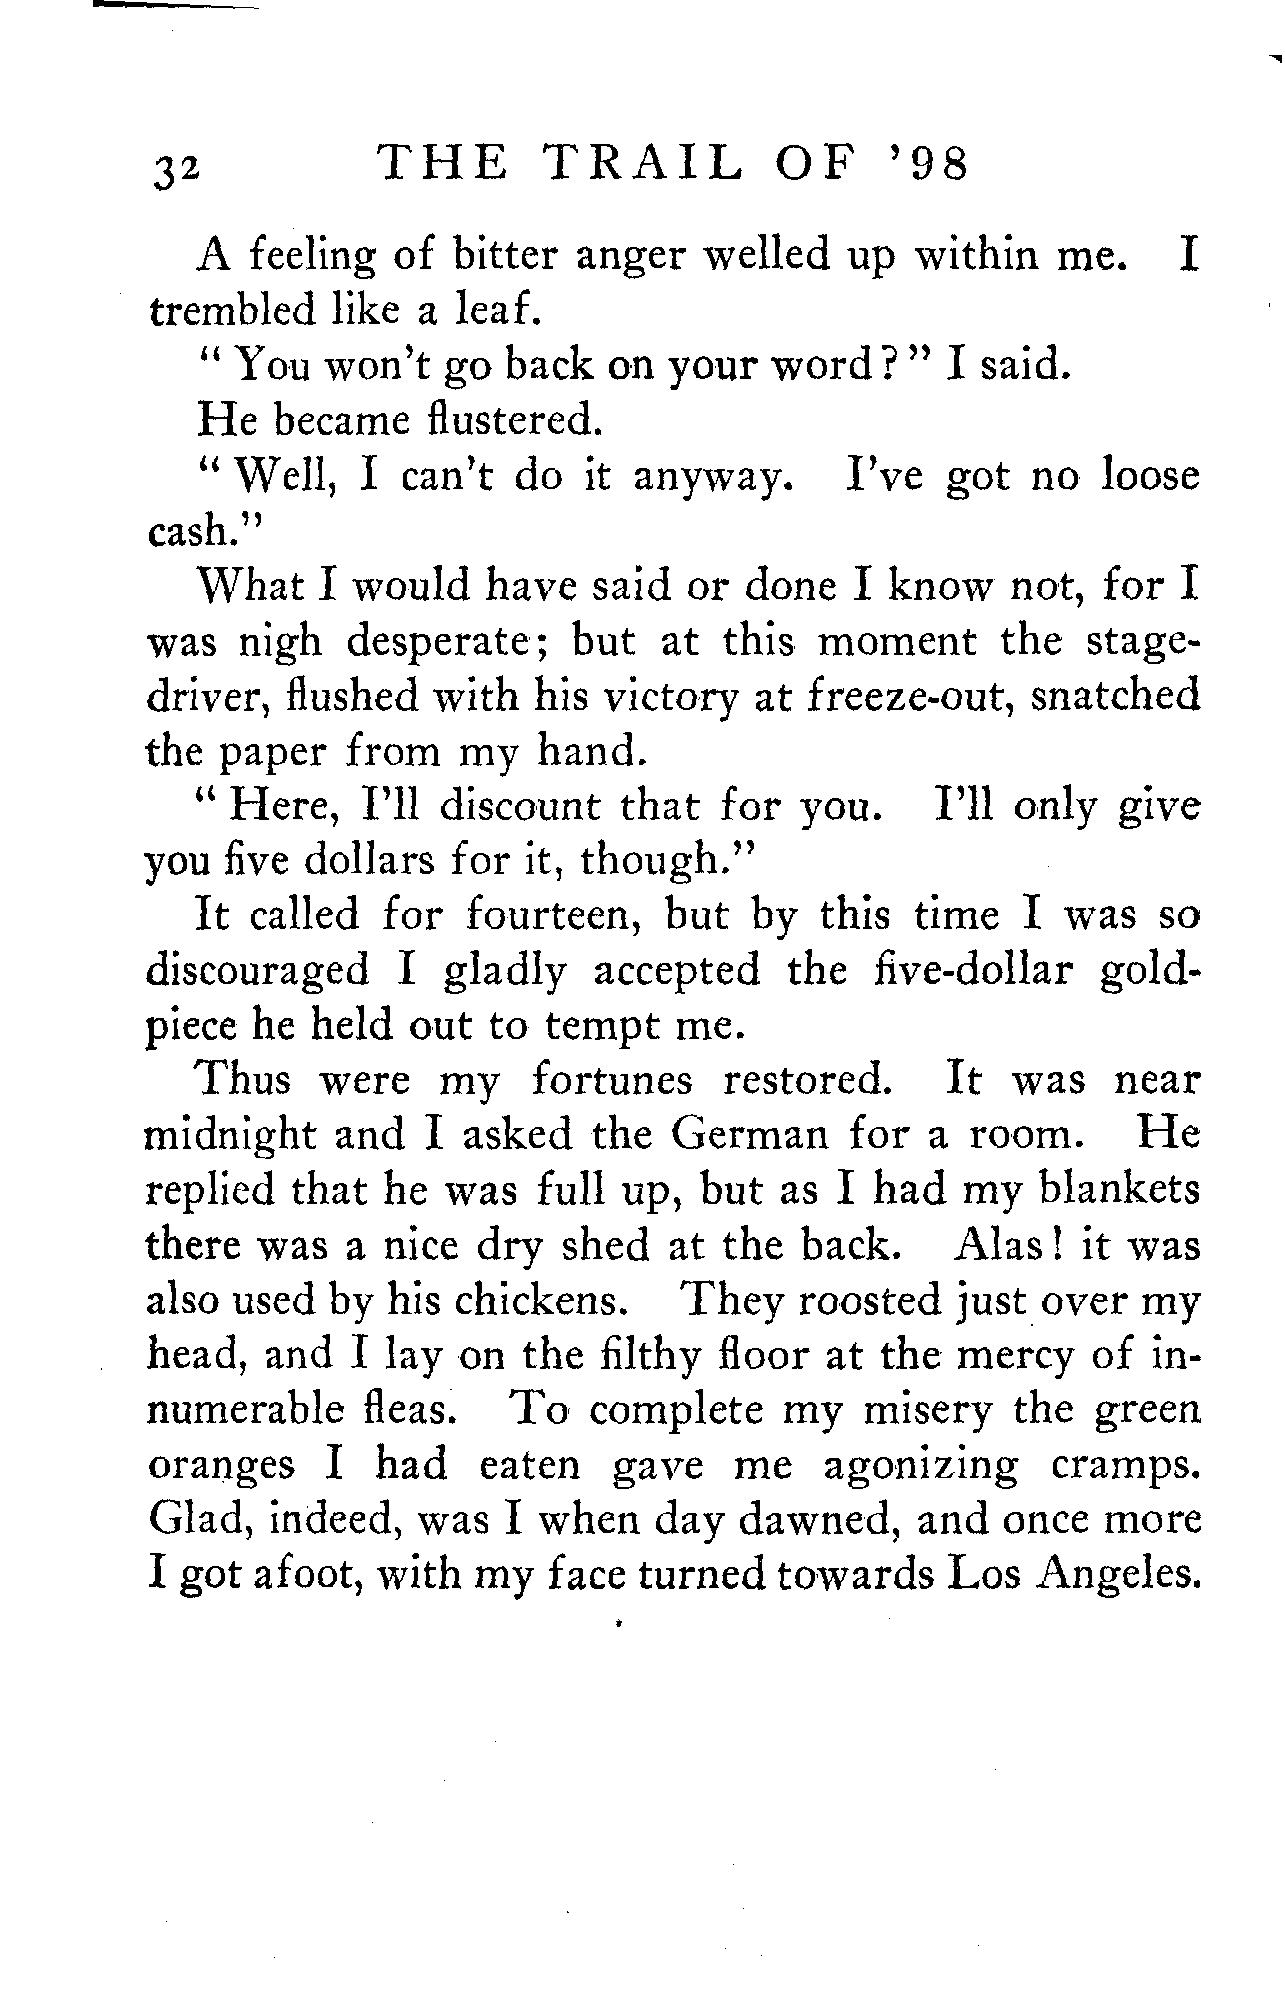 32 THE TRAIL OF '98
A feeling of bitter anger welled up within me. I
trembled like a leaf.
" You won't go back on your word? " I said.
He became flustered.
" Well, I can't do it anyway. I've got no loose
cash."
What I would have said or done I know not, for I
was nigh desperate; but at this moment the stage-
driver, flushed with his victory at freeze-out, snatched
the paper from my hand.
" Here, I'll discount that for you. I'll only give
you five dollars for it, though."
It called for fourteen, but by this time I was so
discouraged I gladly accepted the five-dollar gold-
piece he held out to tempt me.
Thus were my fortunes restored. It was near
midnight and I asked the German for a room. He
replied that he was full up, but as I had my blankets
there was a nice dry shed at the back. Alas! it was
also used by his chickens. They roosted just over my
head, and I lay on the filthy floor at the mercy of in-
numerable fleas. To complete my misery the green
oranges I had eaten gave me agonizing cramps.
Glad, indeed, was I when day dawned, and once more
I got afoot, with my face turned towards Los Angeles.